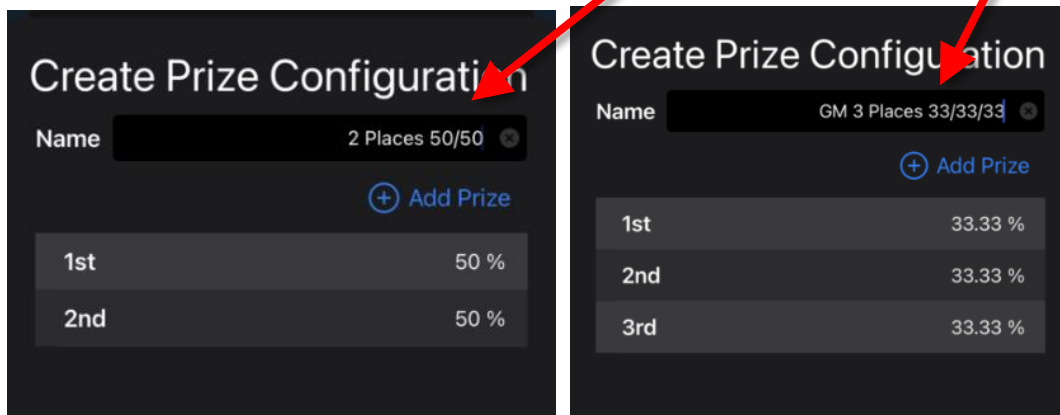 Create Prize Configuration
Name 2 Places 50/50
Add Prize
1st 50 %
2nd 50 %
Create Prize Configuration
Name GM 3 Places 33/33/33
Add Prize
1st 33.33 %
2nd 33.33 %
3rd 33.33 %